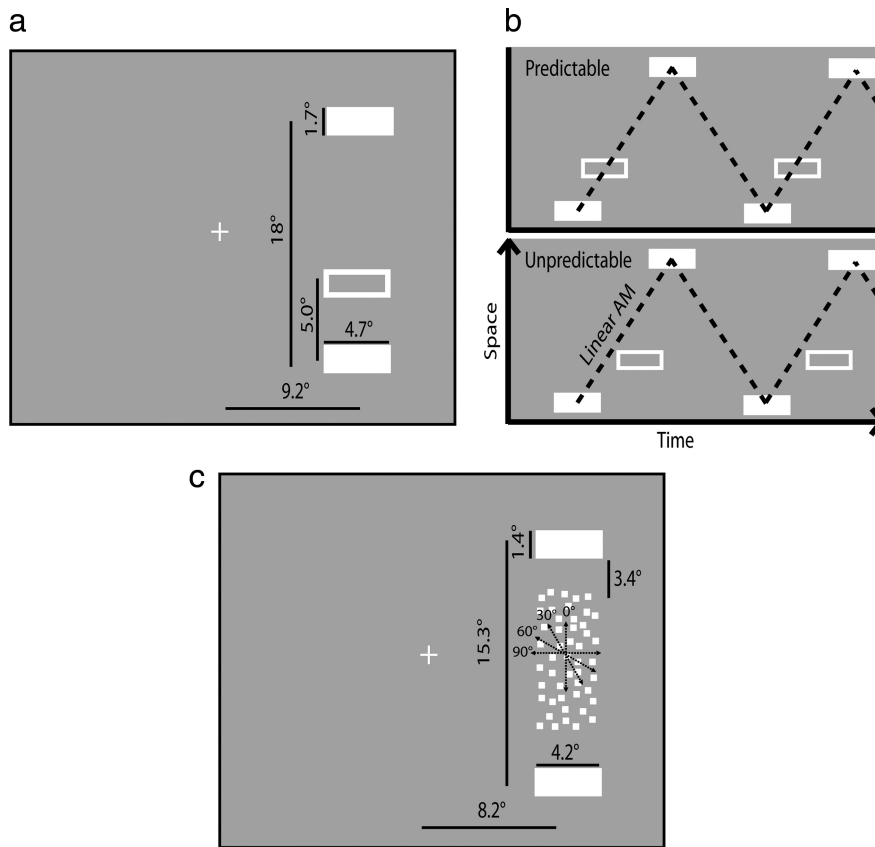 a
1.7°
18°
5.0°
4.7°
9.2°
b
Predictable
Unpredictable
Linear AM
Space
Time
c
1.4°
3.4°
15.3°
30° 0°
60°
90°
4.2°
8.2°